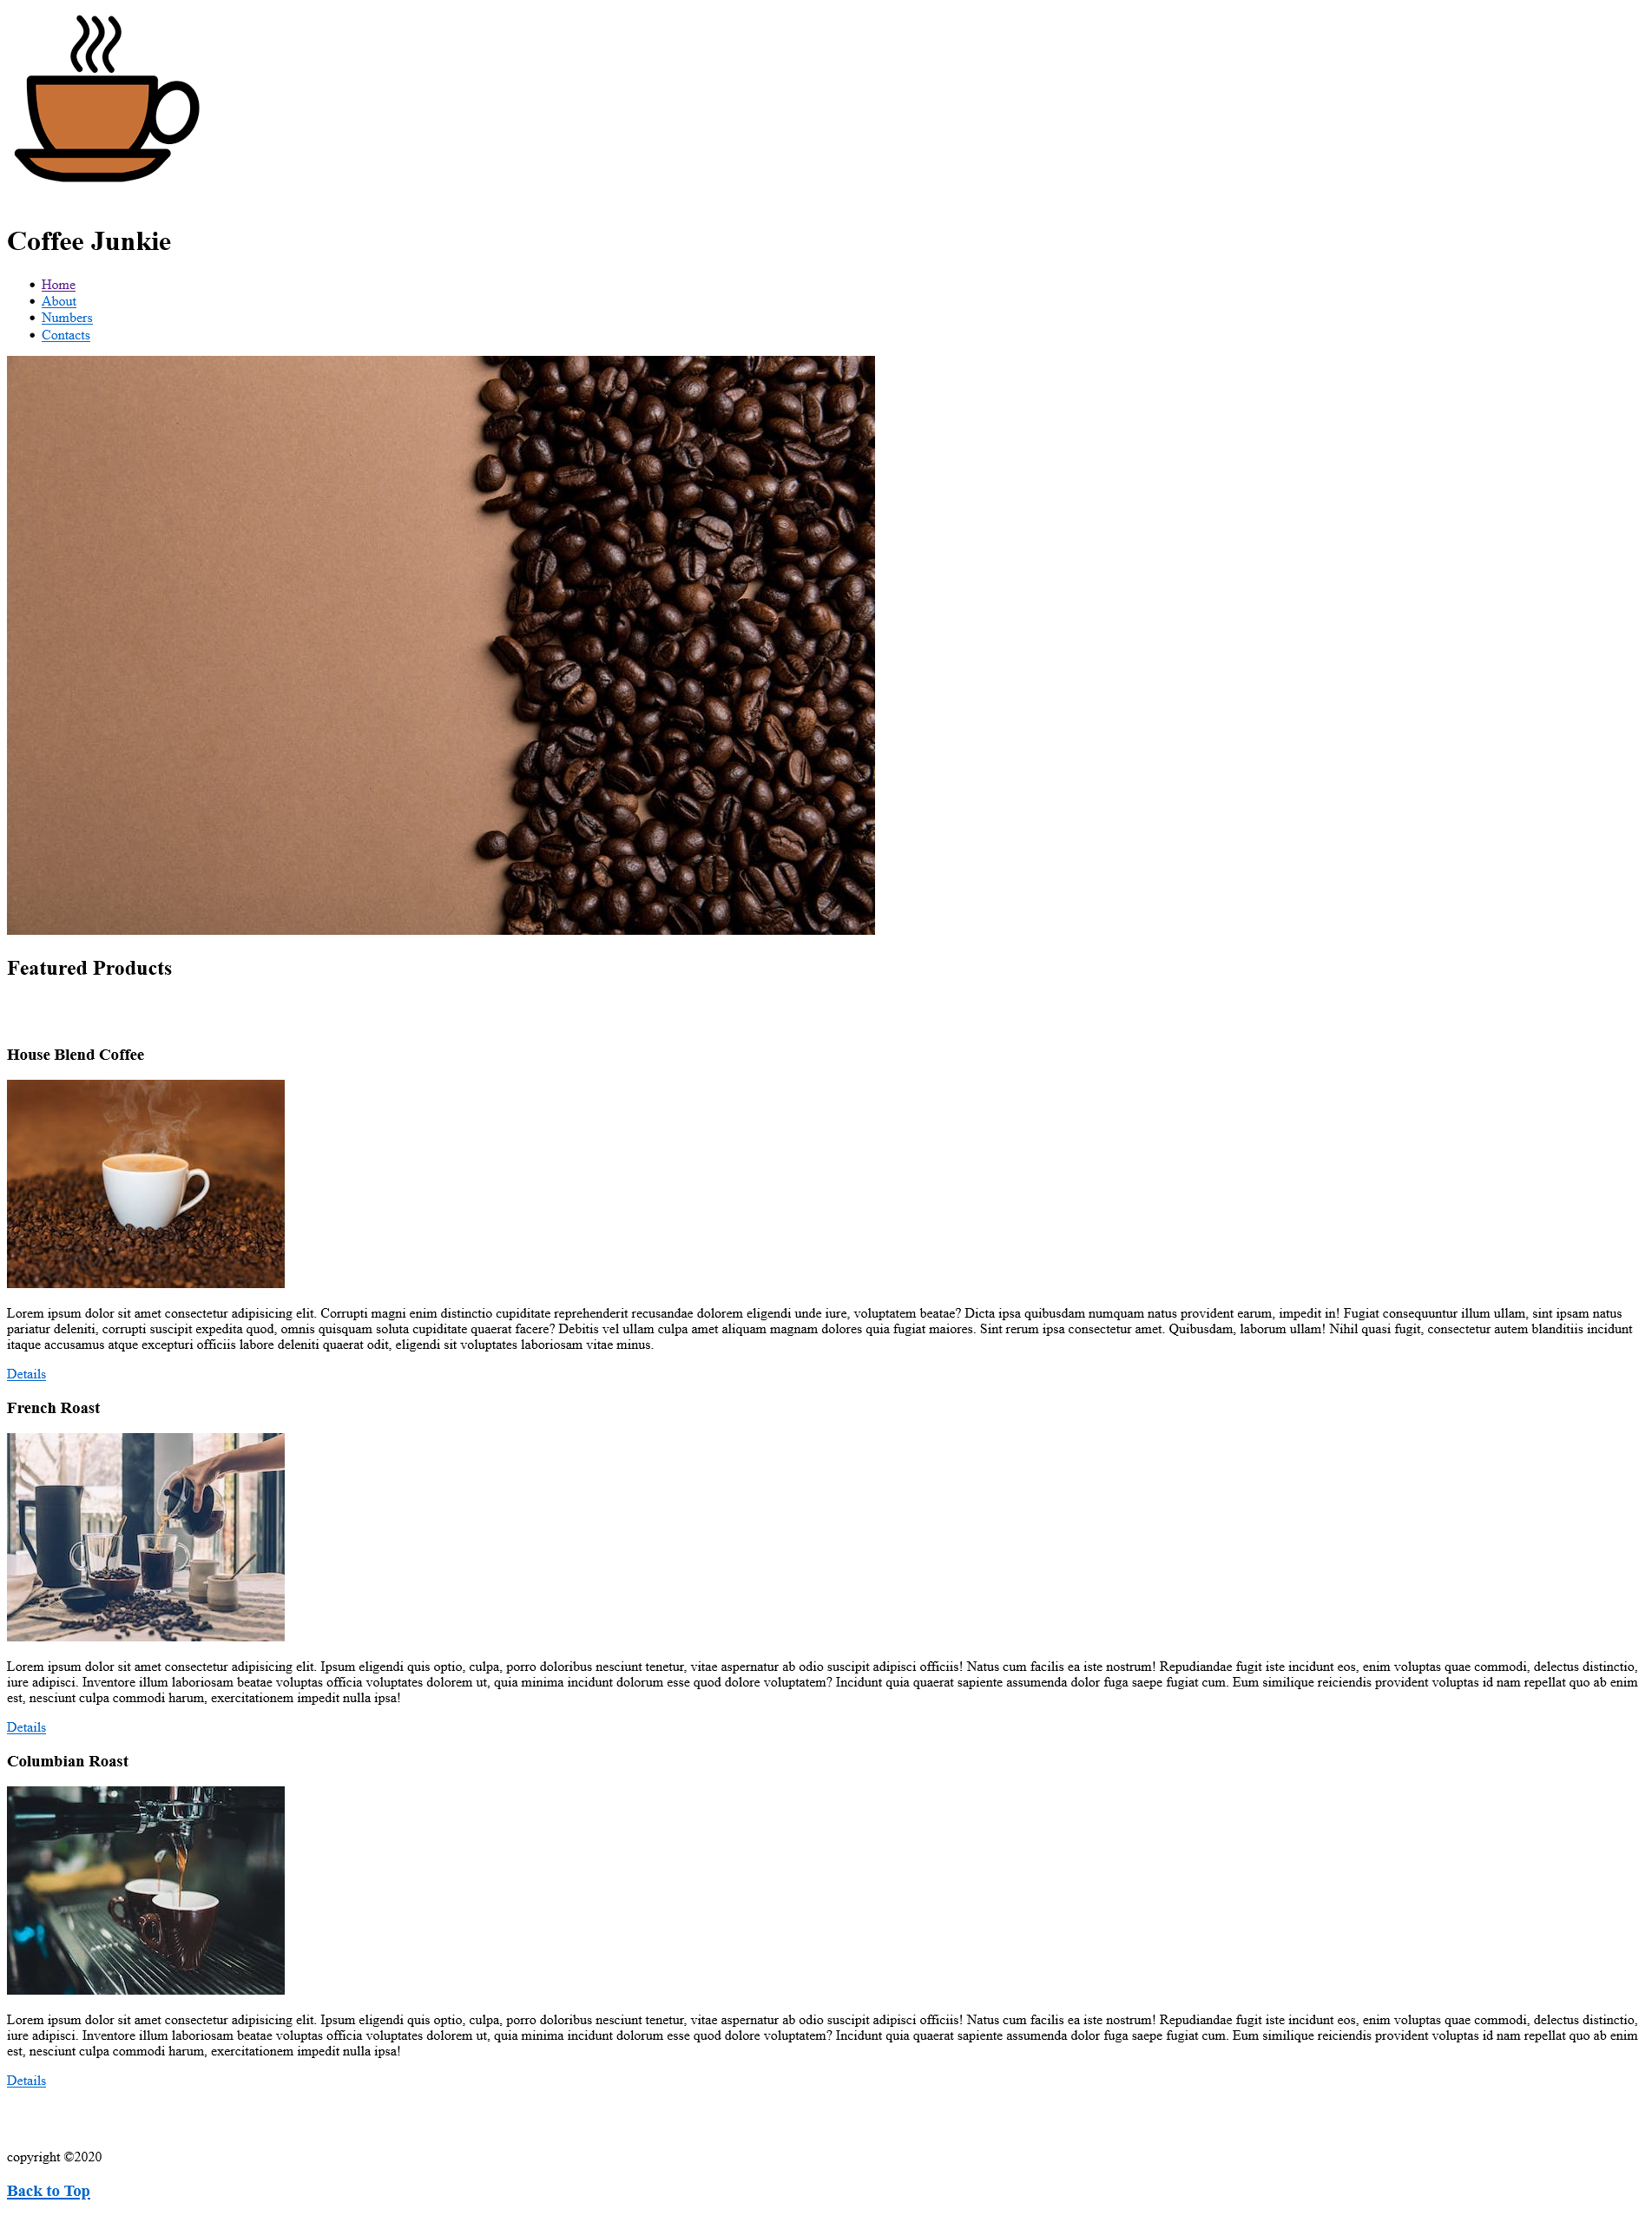 Coffee Junkie
Home
About
Numbers
Contacts
Featured Products
House Blend Coffee
Lorem ipsum dolor sit amet consectetur adipisicing elit. Corrupti magni enim distinctio cupiditate reprehenderit recusandae dolorem eligendi unde iure, voluptatem beatae? Dicta ipsa quibusdam numquam natus provident earum, impedit in! Fugiat consequuntur illum ullam, sint ipsam natus
pariatur deleniti, corrupti suscipit expedita quod, omnis quisquam soluta cupiditate quaerat facere? Debitis vel ullam culpa amet aliquam magnam dolores quia fugiat maiores. Sint rerum ipsa consectetur amet. Quibusdam, laborum ullam! Nihil quasi fugit, consectetur autem blanditiis incidunt
itaque accusamus atque excepturi officiis labore deleniti quaerat odit, eligendi sit voluptates laboriosam vitae minus.
Details
French Roast
Lorem ipsum dolor sit amet consectetur adipisicing elit. Ipsum eligendi quis optio, culpa, porro doloribus nesciunt tenetur, vitae aspernatur ab odio suscipit adipisci officiis! Natus cum facilis ea iste nostrum! Repudiandae fugit iste incidunt eos, enim voluptas quae commodi, delectus distinctio,
iure adipisci. Inventore illum laboriosam beatae voluptas officia voluptates dolorem ut, quia minima incidunt dolorum esse quod dolore voluptatem? Incidunt quia quaerat sapiente assumenda dolor fuga saepe fugiat cum. Eum similique reiciendis provident voluptas id nam repellat quo ab enim
est, nesciunt culpa commodi harum, exercitationem impedit nulla ipsa!
Details
Columbian Roast
Lorem ipsum dolor sit amet consectetur adipisicing elit. Ipsum eligendi quis optio, culpa, porro doloribus nesciunt tenetur, vitae aspernatur ab odio suscipit adipisci officiis! Natus cum facilis ea iste nostrum! Repudiandae fugit iste incidunt eos, enim voluptas quae commodi, delectus distinctio,
iure adipisci. Inventore illum laboriosam beatae voluptas officia voluptates dolorem ut, quia minima incidunt dolorum esse quod dolore voluptatem? Incidunt quia quaerat sapiente assumenda dolor fuga saepe fugiat cum. Eum similique reiciendis provident voluptas id nam repellat quo ab enim
est, nesciunt culpa commodi harum, exercitationem impedit nulla ipsa!
Details
copyright ©2020
Back to Top